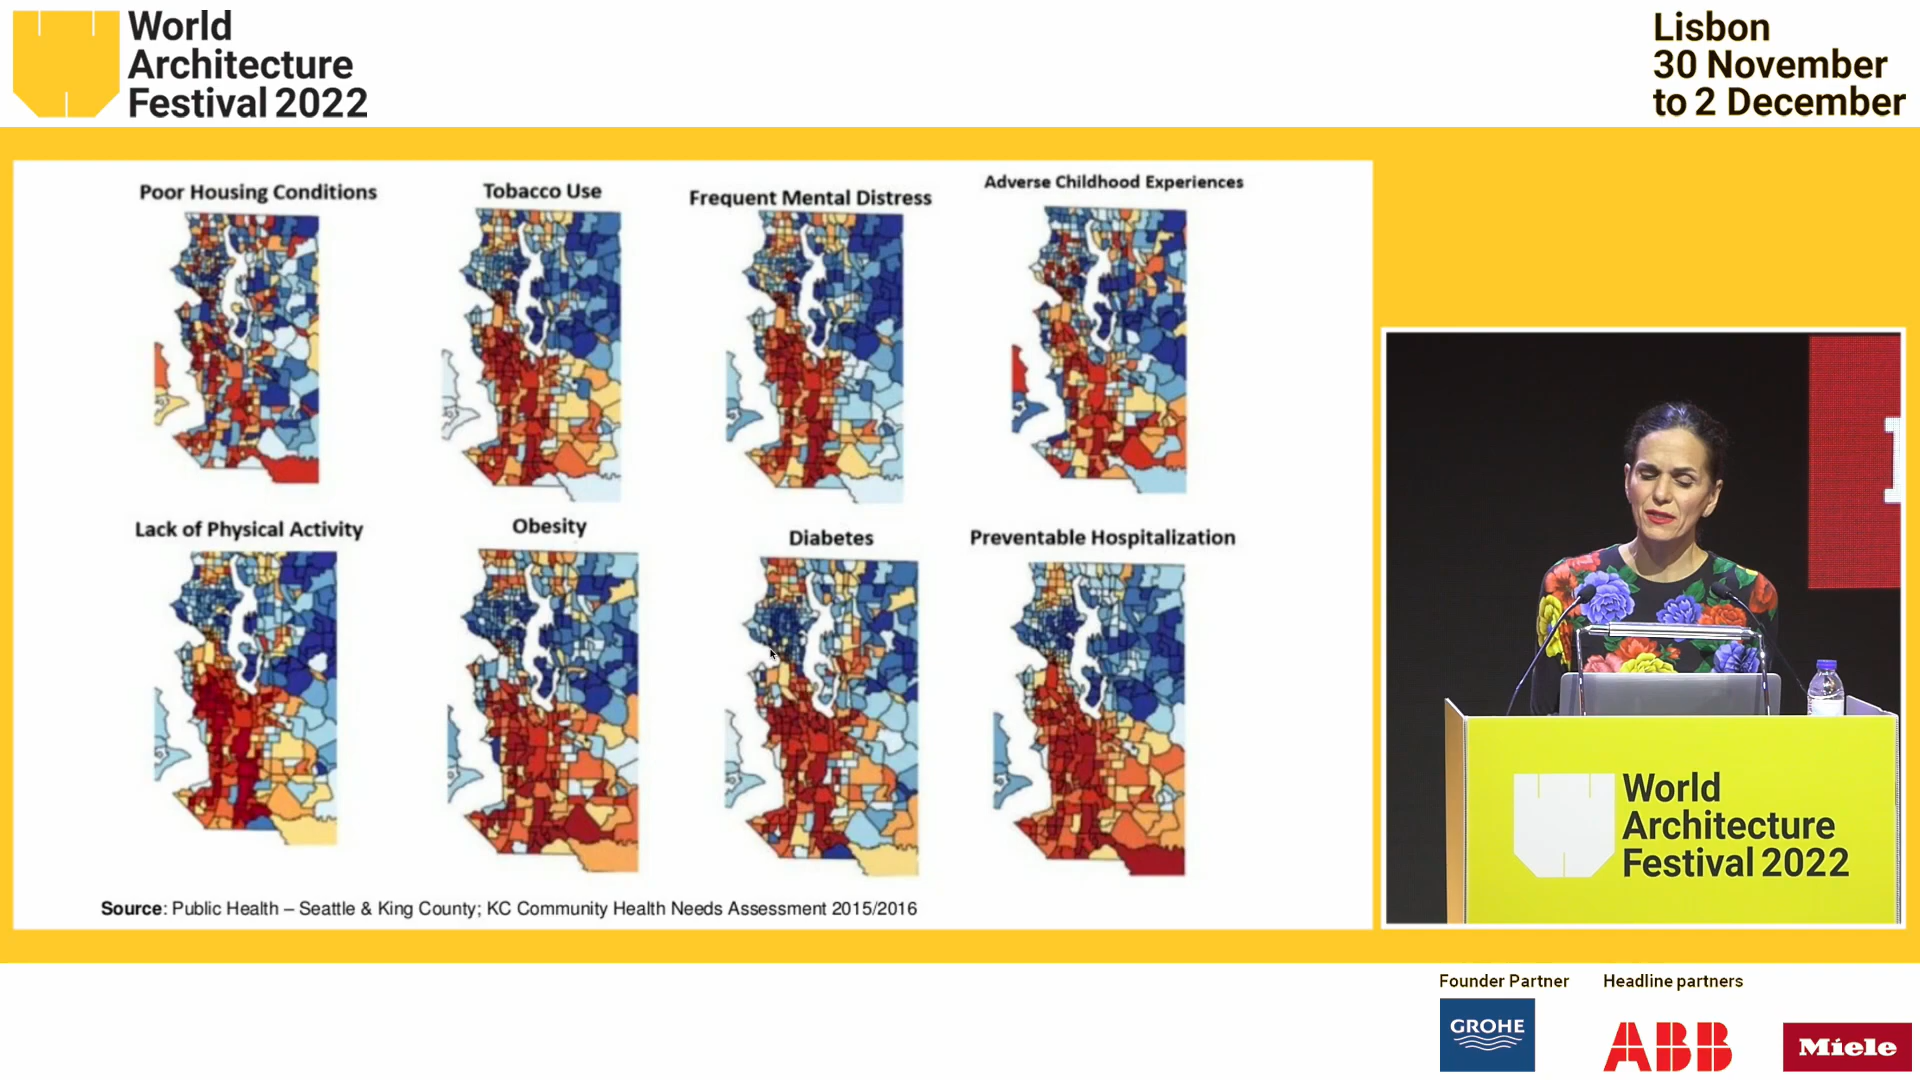 World
Architecture
Festival 2022
Lisbon
30 November
to 2 December
Poor Housing Conditions
Tobacco Use
Frequent Mental Distress
Adverse Childhood Experiences
Lack of Physical Activity
Obesity
Diabetes
Preventable Hospitalization
Source: Public Health – Seattle & King County; KC Community Health Needs Assessment 2015/2016
World
Architecture
Festival 2022
Founder Partner
Headline partners
GROHE
ABB
Miele